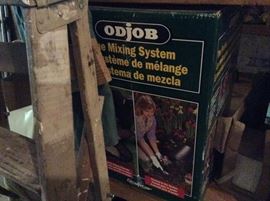 ODJOB
e Mixing System
stème de mélange
tema de mezcla